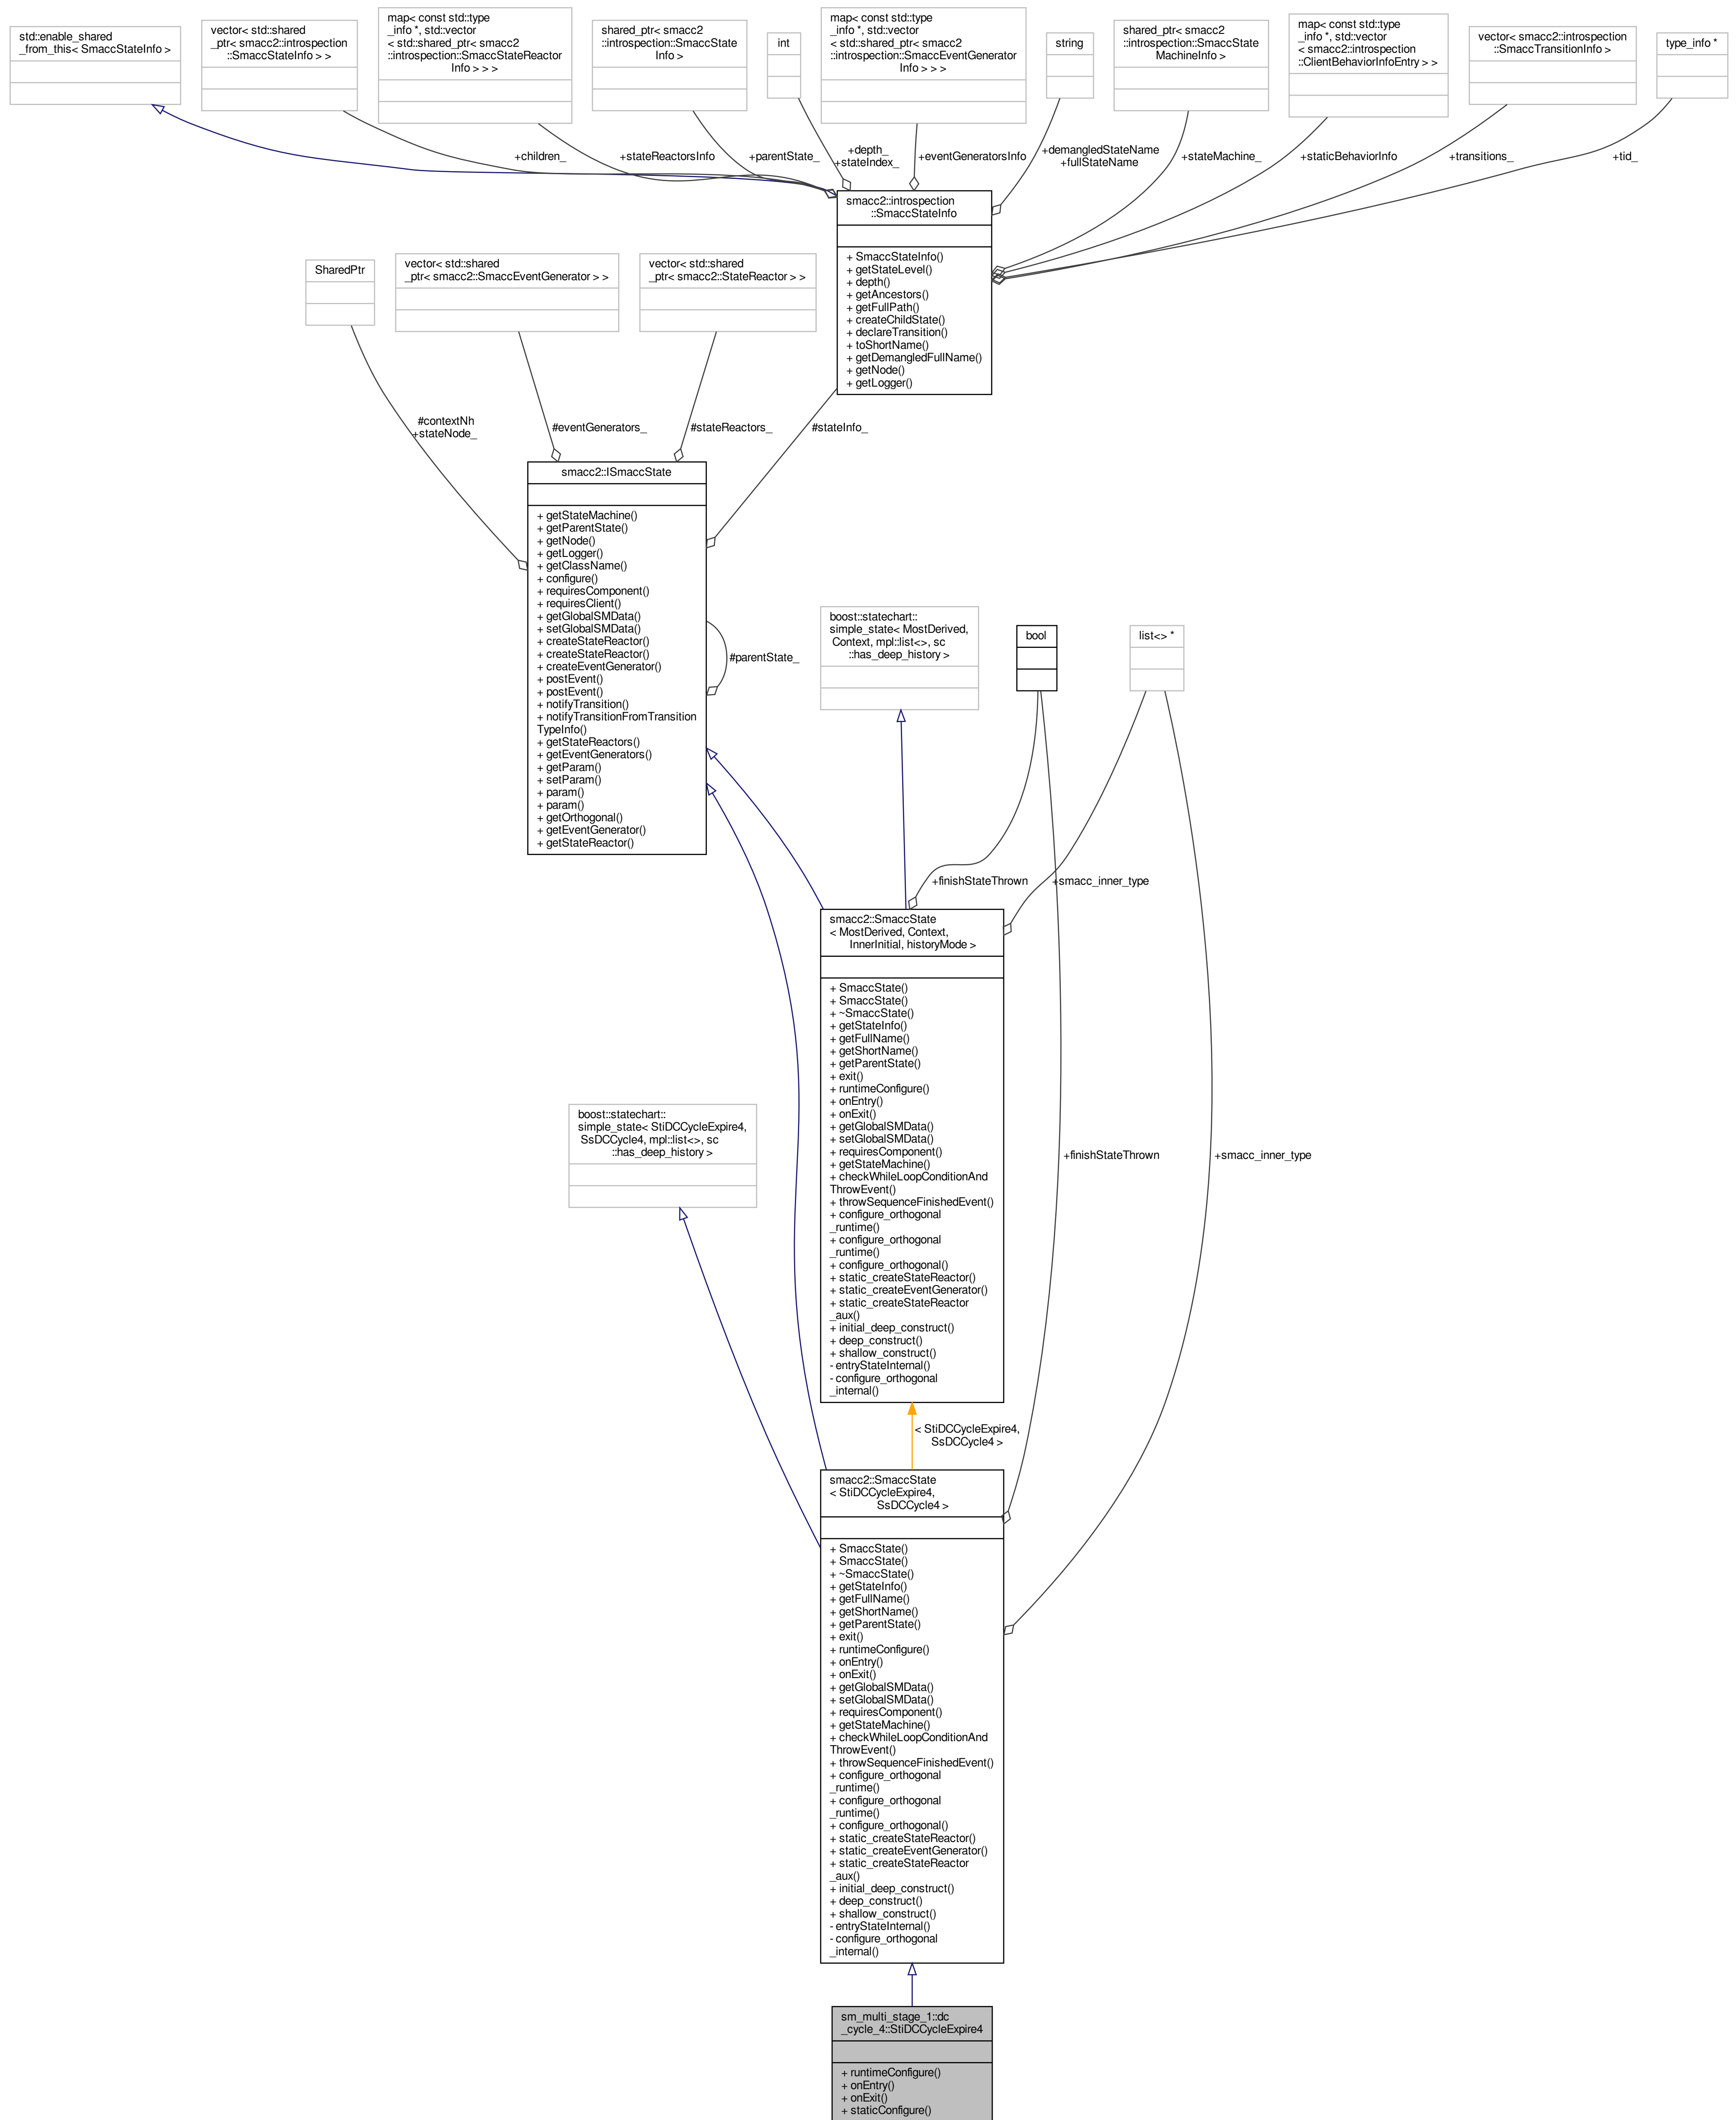 std::enable_shared
_from_this< SmaccStateInfo >
vector< std::shared
_ptr< smacc2::introspection
::SmaccStateInfo > >
map< const std::type
_info *, std::vector
< std::shared_ptr< smacc2
::introspection::SmaccStateReactor
Info > > >
shared_ptr< smacc2
::introspection::SmaccState
Info >
int
map< const std::type
_info *, std::vector
< std::shared_ptr< smacc2
::introspection::SmaccEventGenerator
Info > > >
string
shared_ptr< smacc2
::introspection::SmaccState
MachineInfo >
map< const std::type
_info *, std::vector
< smacc2::introspection
::ClientBehaviorInfoEntry > >
vector< smacc2::introspection
::SmaccTransitionInfo >
type_info *
+children_
+stateReactorsInfo
+parentState_
+depth_
+stateIndex_
+eventGeneratorsInfo
+demangledStateName
+fullStateName
+stateMachine_
+staticBehaviorInfo
+transitions_
+tid_
smacc2::introspection
::SmaccStateInfo
+ SmaccStateInfo()
+ getStateLevel()
+ depth()
+ getAncestors()
+ getFullPath()
+ createChildState()
+ declareTransition()
+ toShortName()
+ getDemangledFullName()
+ getNode()
+ getLogger()
SharedPtr
vector< std::shared
_ptr< smacc2::SmaccEventGenerator > >
vector< std::shared
_ptr< smacc2::StateReactor > >
#contextNh
+stateNode_
#eventGenerators_
#stateReactors_
#stateInfo_
smacc2::ISmaccState
+ getStateMachine()
+ getParentState()
+ getNode()
+ getLogger()
+ getClassName()
+ configure()
+ requiresComponent()
+ requiresClient()
+ getGlobalSMData()
+ setGlobalSMData()
+ createStateReactor()
+ createStateReactor()
+ createEventGenerator()
+ postEvent()
+ postEvent()
+ notifyTransition()
+ notifyTransitionFromTransition
TypeInfo()
+ getStateReactors()
+ getEventGenerators()
+ getParam()
+ setParam()
+ param()
+ param()
+ getOrthogonal()
+ getEventGenerator()
+ getStateReactor()
#parentState_
boost::statechart::
simple_state< MostDerived,
Context, mpl::list<>, sc
::has_deep_history >
bool
list<> *
+finishStateThrown
+smacc_inner_type
smacc2::SmaccState
< MostDerived, Context,
InnerInitial, historyMode >
+ SmaccState()
+ SmaccState()
+ ~SmaccState()
+ getStateInfo()
+ getFullName()
+ getShortName()
+ getParentState()
+ exit()
+ runtimeConfigure()
+ onEntry()
+ onExit()
+ getGlobalSMData()
+ setGlobalSMData()
+ requiresComponent()
+ getStateMachine()
+ checkWhileLoopConditionAnd
ThrowEvent()
+ throwSequenceFinishedEvent()
+ configure_orthogonal
_runtime()
+ configure_orthogonal
_runtime()
+ configure_orthogonal()
+ static_createStateReactor()
+ static_createEventGenerator()
+ static_createStateReactor
_aux()
+ initial_deep_construct()
+ deep_construct()
+ shallow_construct()
- entryStateInternal()
- configure_orthogonal
_internal()
boost::statechart::
simple_state< StiDCCycleExpire4,
SsDCCycle4, mpl::list<>, sc
::has_deep_history >
+finishStateThrown
+smacc_inner_type
< StiDCCycleExpire4,
SsDCCycle4 >
smacc2::SmaccState
< StiDCCycleExpire4,
SsDCCycle4 >
+ SmaccState()
+ SmaccState()
+ ~SmaccState()
+ getStateInfo()
+ getFullName()
+ getShortName()
+ getParentState()
+ exit()
+ runtimeConfigure()
+ onEntry()
+ onExit()
+ getGlobalSMData()
+ setGlobalSMData()
+ requiresComponent()
+ getStateMachine()
+ checkWhileLoopConditionAnd
ThrowEvent()
+ throwSequenceFinishedEvent()
+ configure_orthogonal
_runtime()
+ configure_orthogonal
_runtime()
+ configure_orthogonal()
+ static_createStateReactor()
+ static_createEventGenerator()
+ static_createStateReactor
_aux()
+ initial_deep_construct()
+ deep_construct()
+ shallow_construct()
- entryStateInternal()
- configure_orthogonal
_internal()
sm_multi_stage_1::dc
_cycle_4::StiDCCycleExpire4
+ runtimeConfigure()
+ onEntry()
+ onExit()
+ staticConfigure()